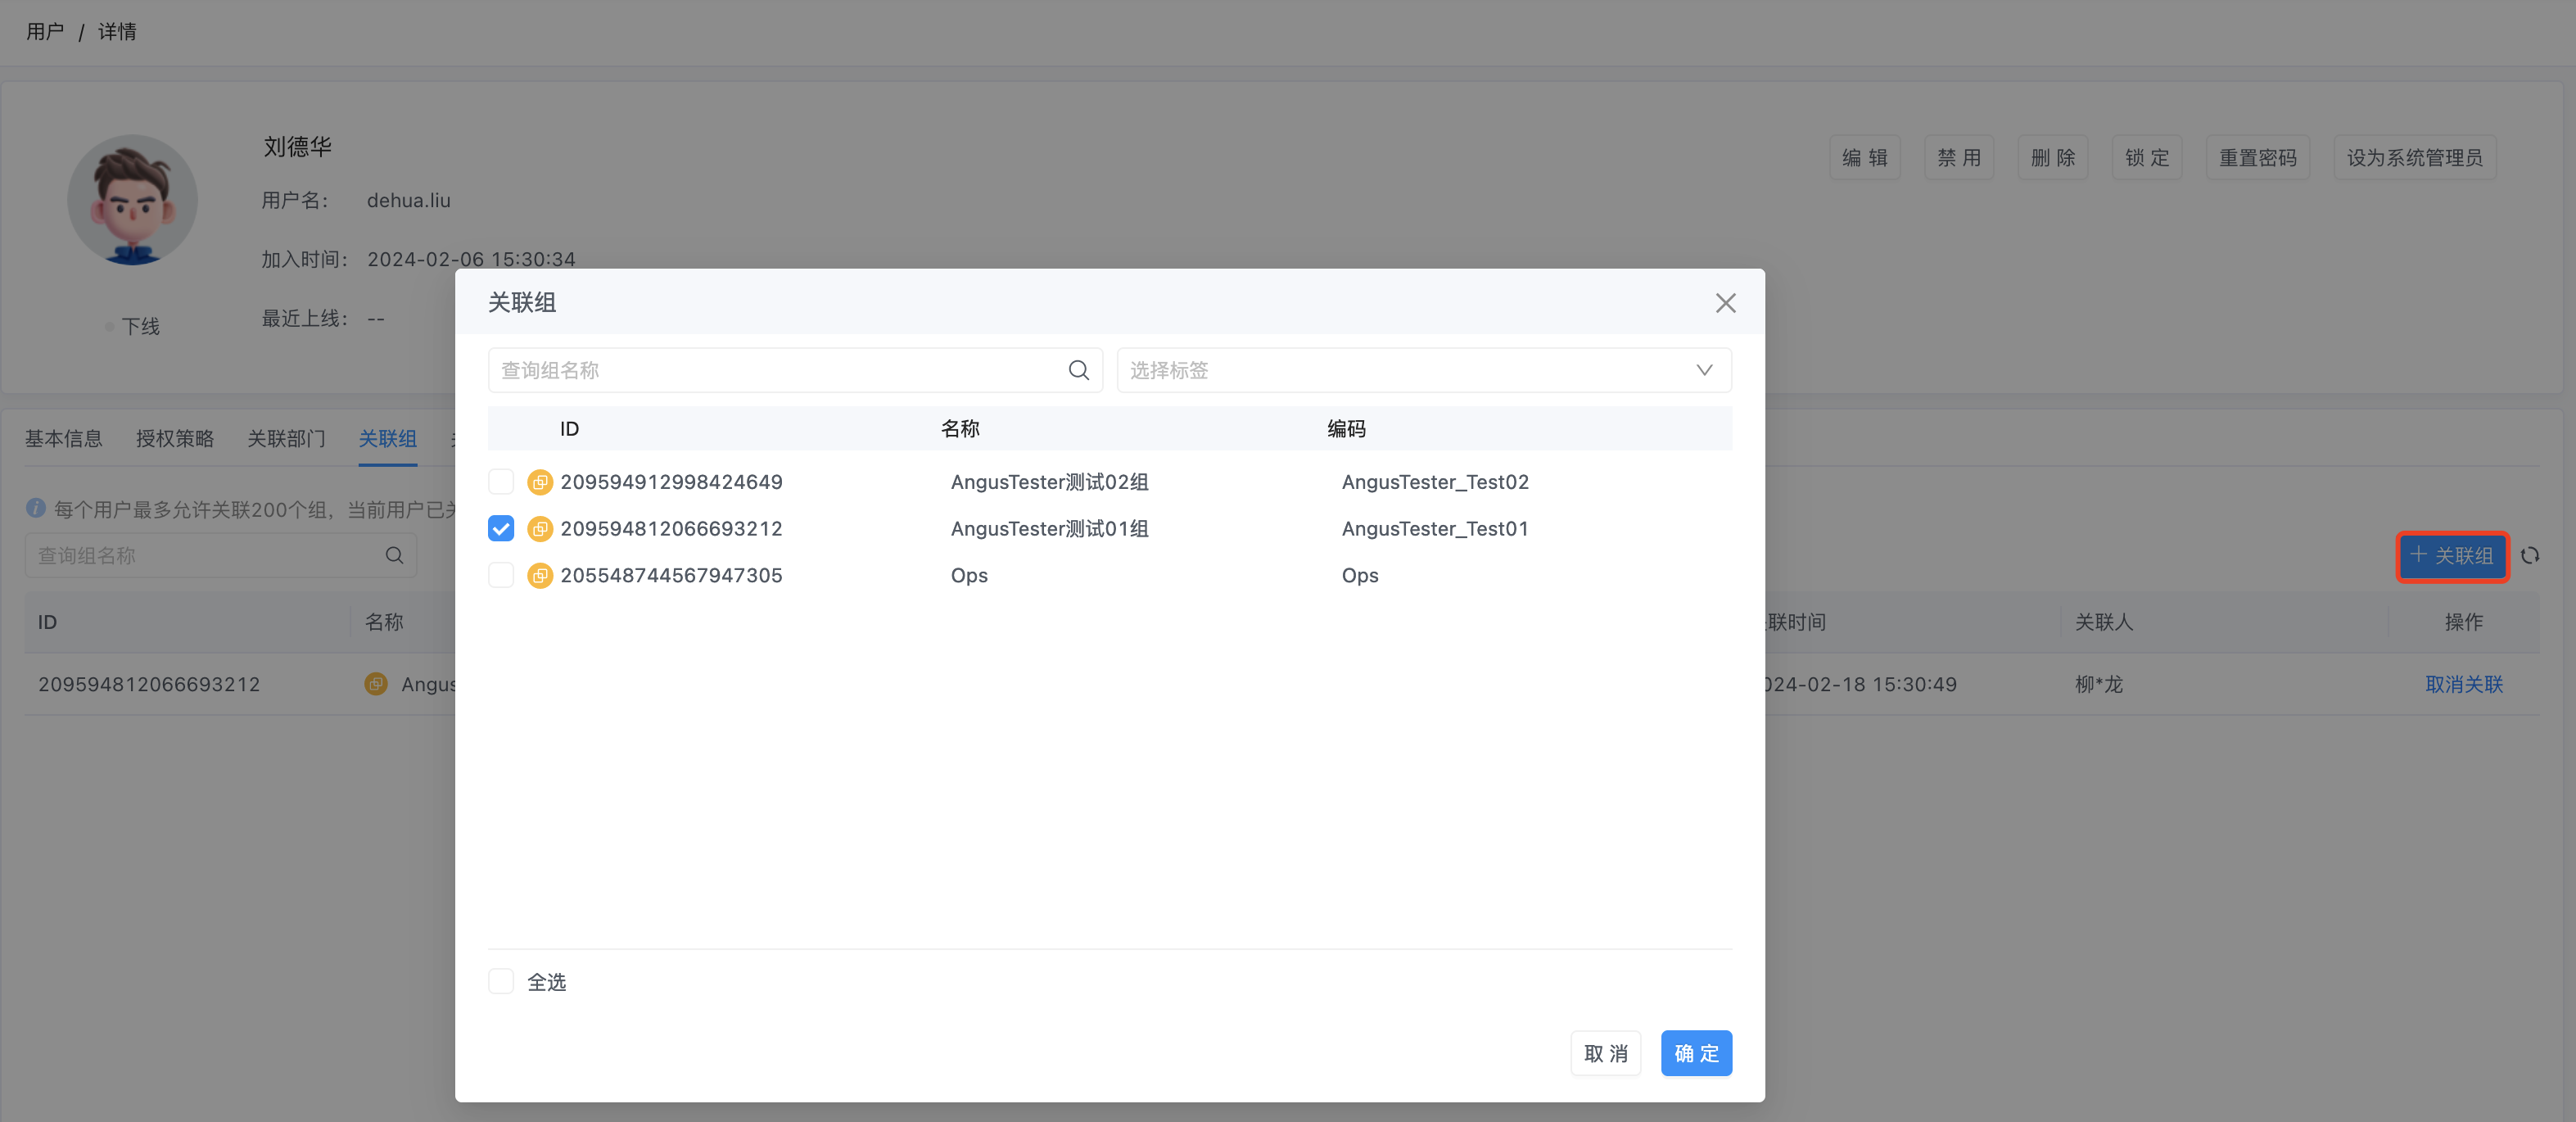 用户 / 详情
刘德华
编 辑
禁 用
删 除
锁 定
重置密码
设为系统管理员
用户名： dehua.liu
加入时间： 2024-02-06 15:30:34
最近上线： --
下线
基本信息 授权策略 关联部门 关联组
每个用户最多允许关联200个组，当前用户已
查询组名称
+ 关联组
ID 名称 联时间 关联人 操作
209594812066693212 Angus 024-02-18 15:30:49 柳*龙 取消关联
关联组
查询组名称 选择标签
ID 名称 编码
209594912998424649 AngusTester测试02组 AngusTester_Test02
209594812066693212 AngusTester测试01组 AngusTester_Test01
205548744567947305 Ops Ops
全选
取 消 确 定